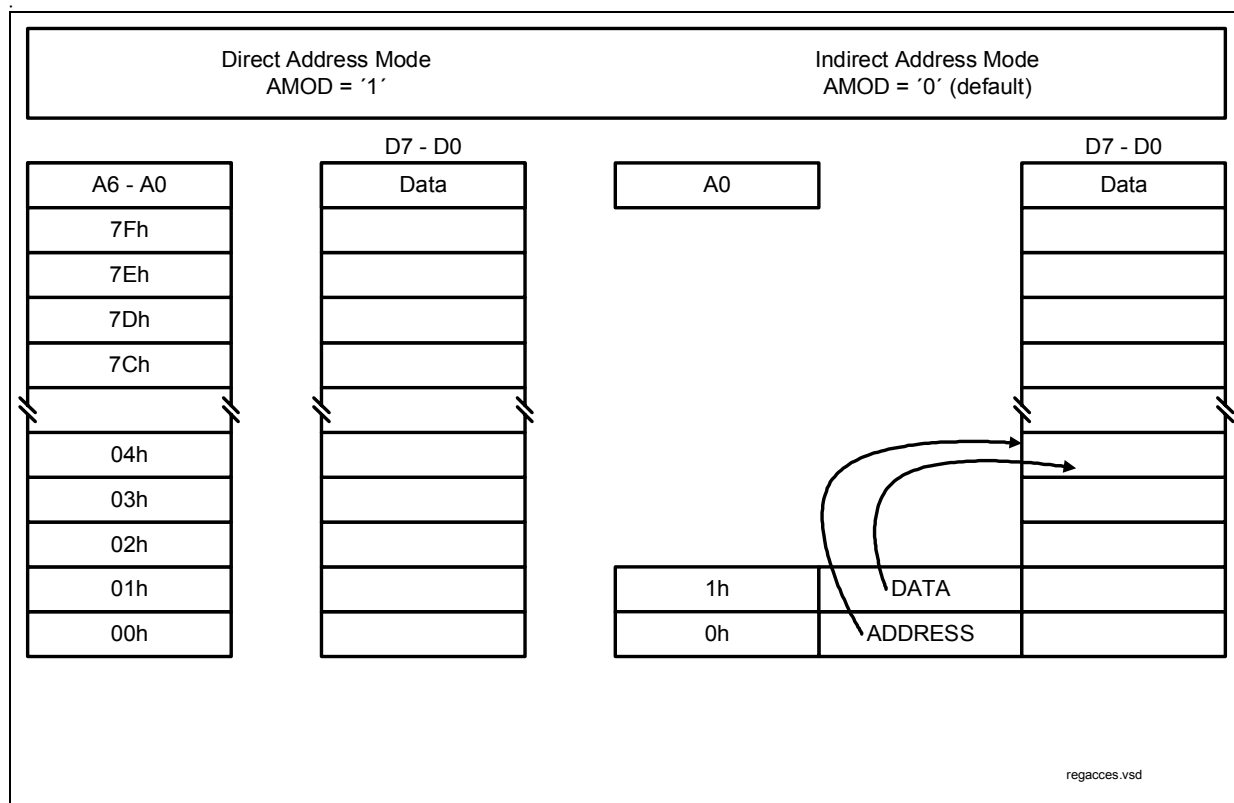 Direct Address Mode
AMOD = ´1´
Indirect Address Mode
AMOD = ´0´ (default)
D7 - D0
D7 - D0
A6 - A0
Data
A0
Data
7Fh
7Eh
7Dh
7Ch
04h
03h
02h
01h
1h
DATA
00h
0h
ADDRESS
regacces.vsd